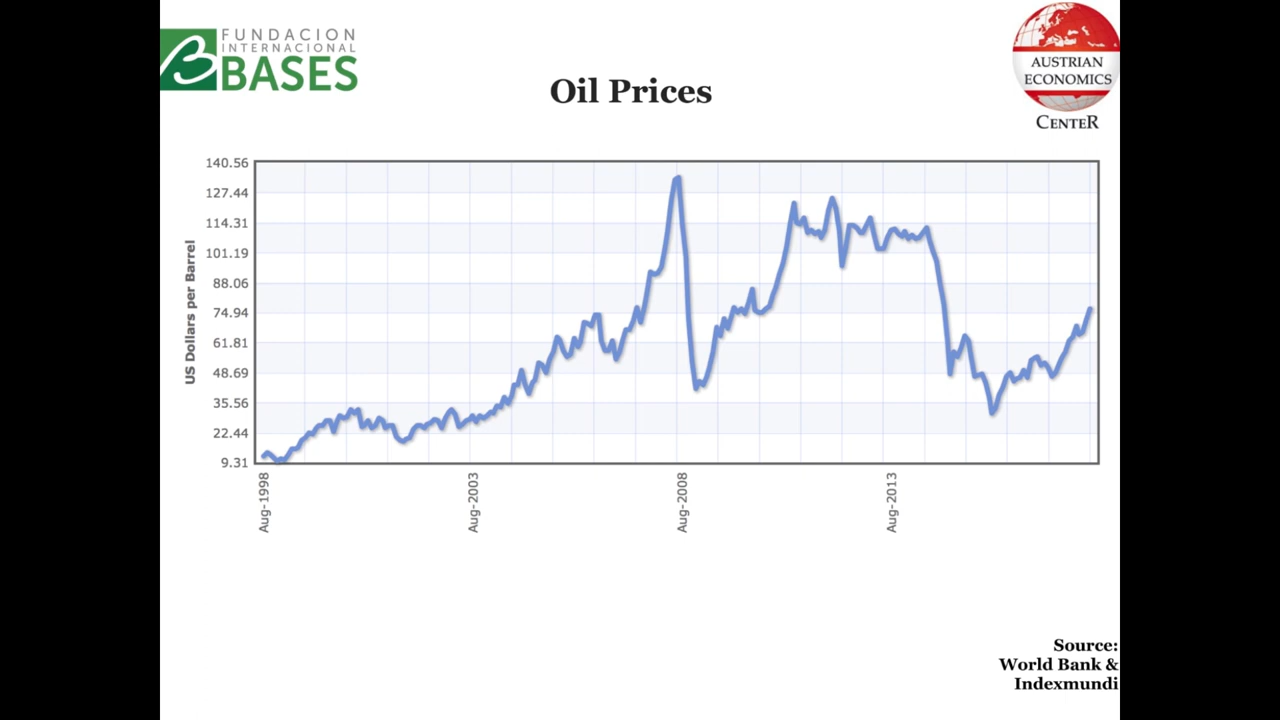 FUNDACION
INTERNACIONAL
BASES
AUSTRIAN
ECONOMICS
CENTER
Oil Prices
US Dollars per Barrel
140.56
127.44
114.31
101.19
88.06
74.94
61.81
48.69
35.56
22.44
9.31
Aug-1998
Aug-2003
Aug-2008
Aug-2013
Source:
World Bank &
Indexmundi